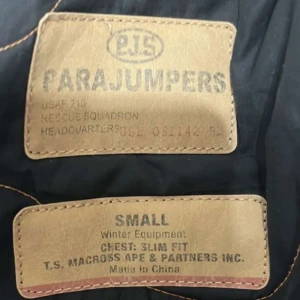 PJS
PARAJUMPERS
USAF 210
RESCUE SQUADRON
HEADQUARTERS
SMALL
Winter Equipment
CHEST: SLIM FIT
T.S. MACROSS APE & PARTNERS INC.
Made in China